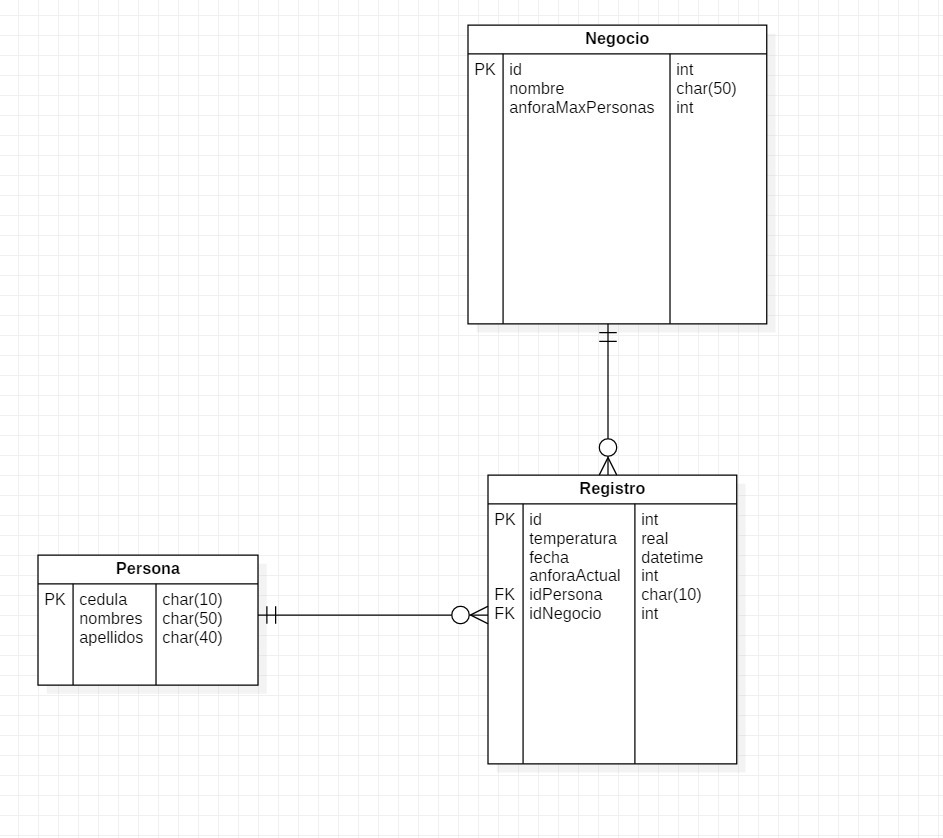 Negocio
PK id int
nombre char(50)
anforaMaxPersonas int
Registro
PK id int
temperatura real
fecha datetime
anforaActual int
FK idPersona char(10)
FK idNegocio int
Persona
PK cedula char(10)
nombres char(50)
apellidos char(40)